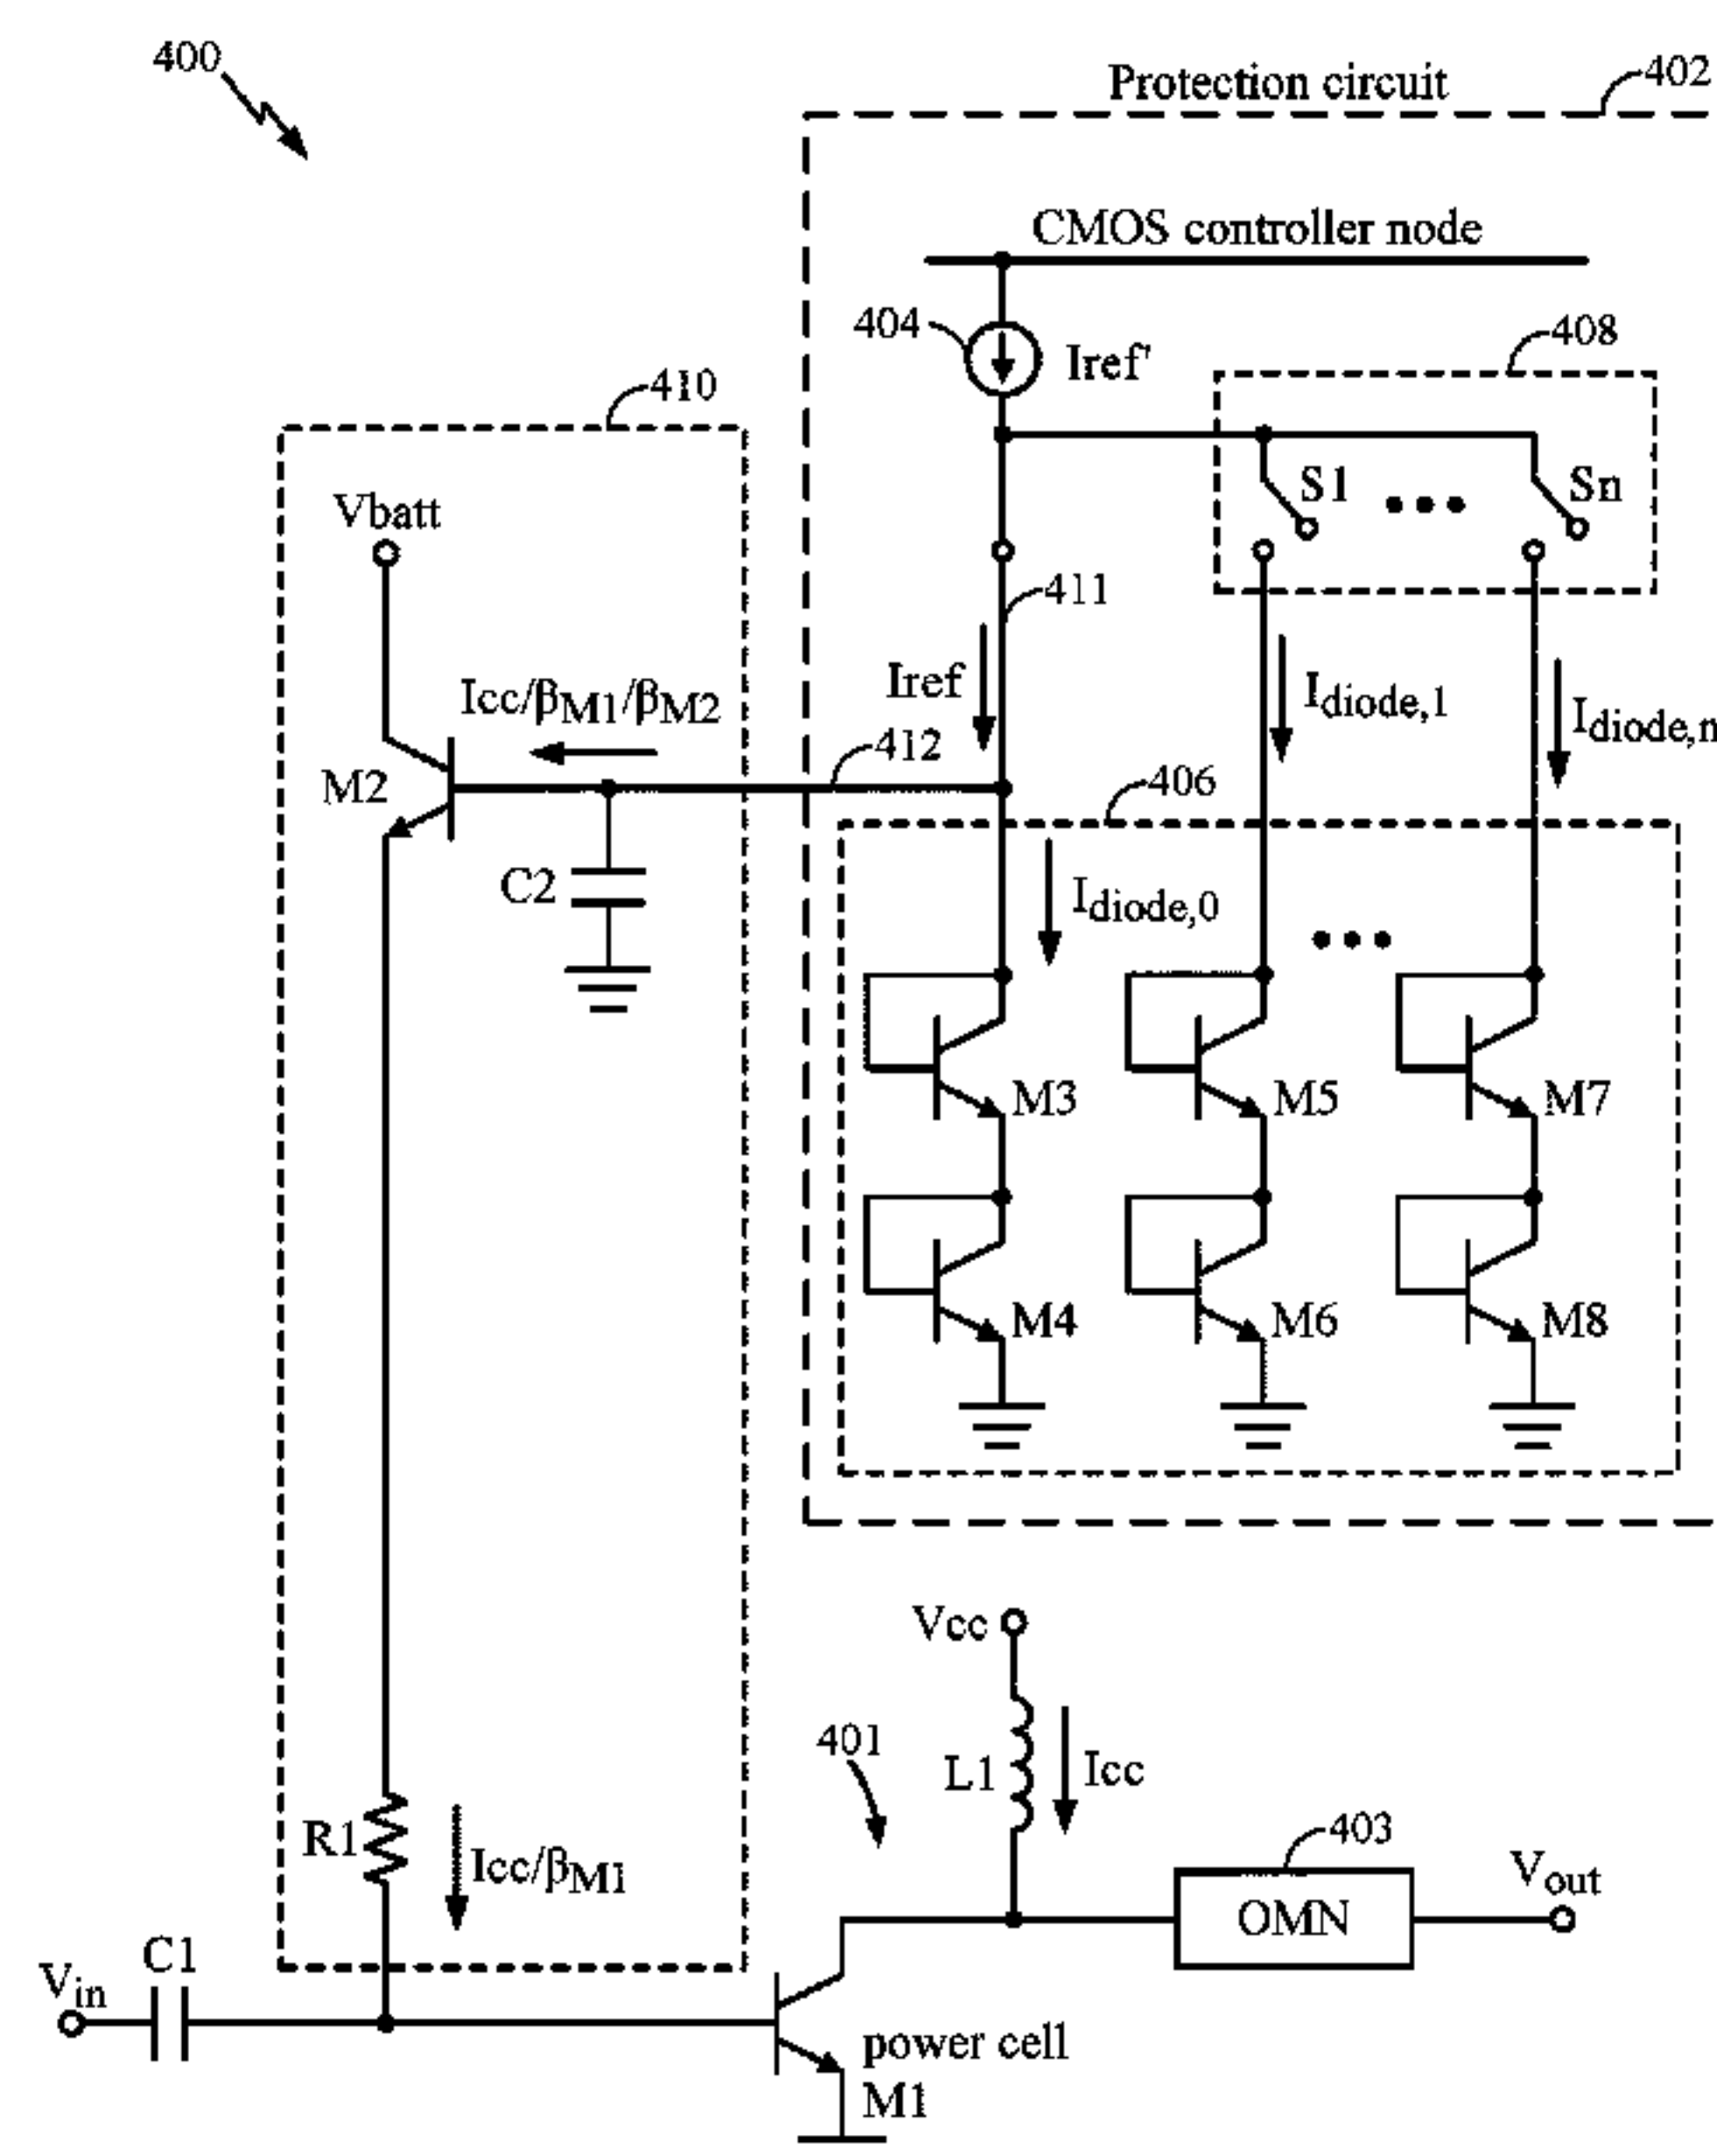 400
Protection circuit
402
CMOS controller node
404
Iref'
408
410
S1
Sn
Vbatt
411
Iref
Idiode,1
Idiode,n
Icc/βM1/βM2
412
M2
406
C2
Idiode,0
M3
M5
M7
M4
M6
M8
Vcc
401
L1
Icc
403
R1
Icc/βM1
Vout
OMN
C1
Vin
power cell
M1